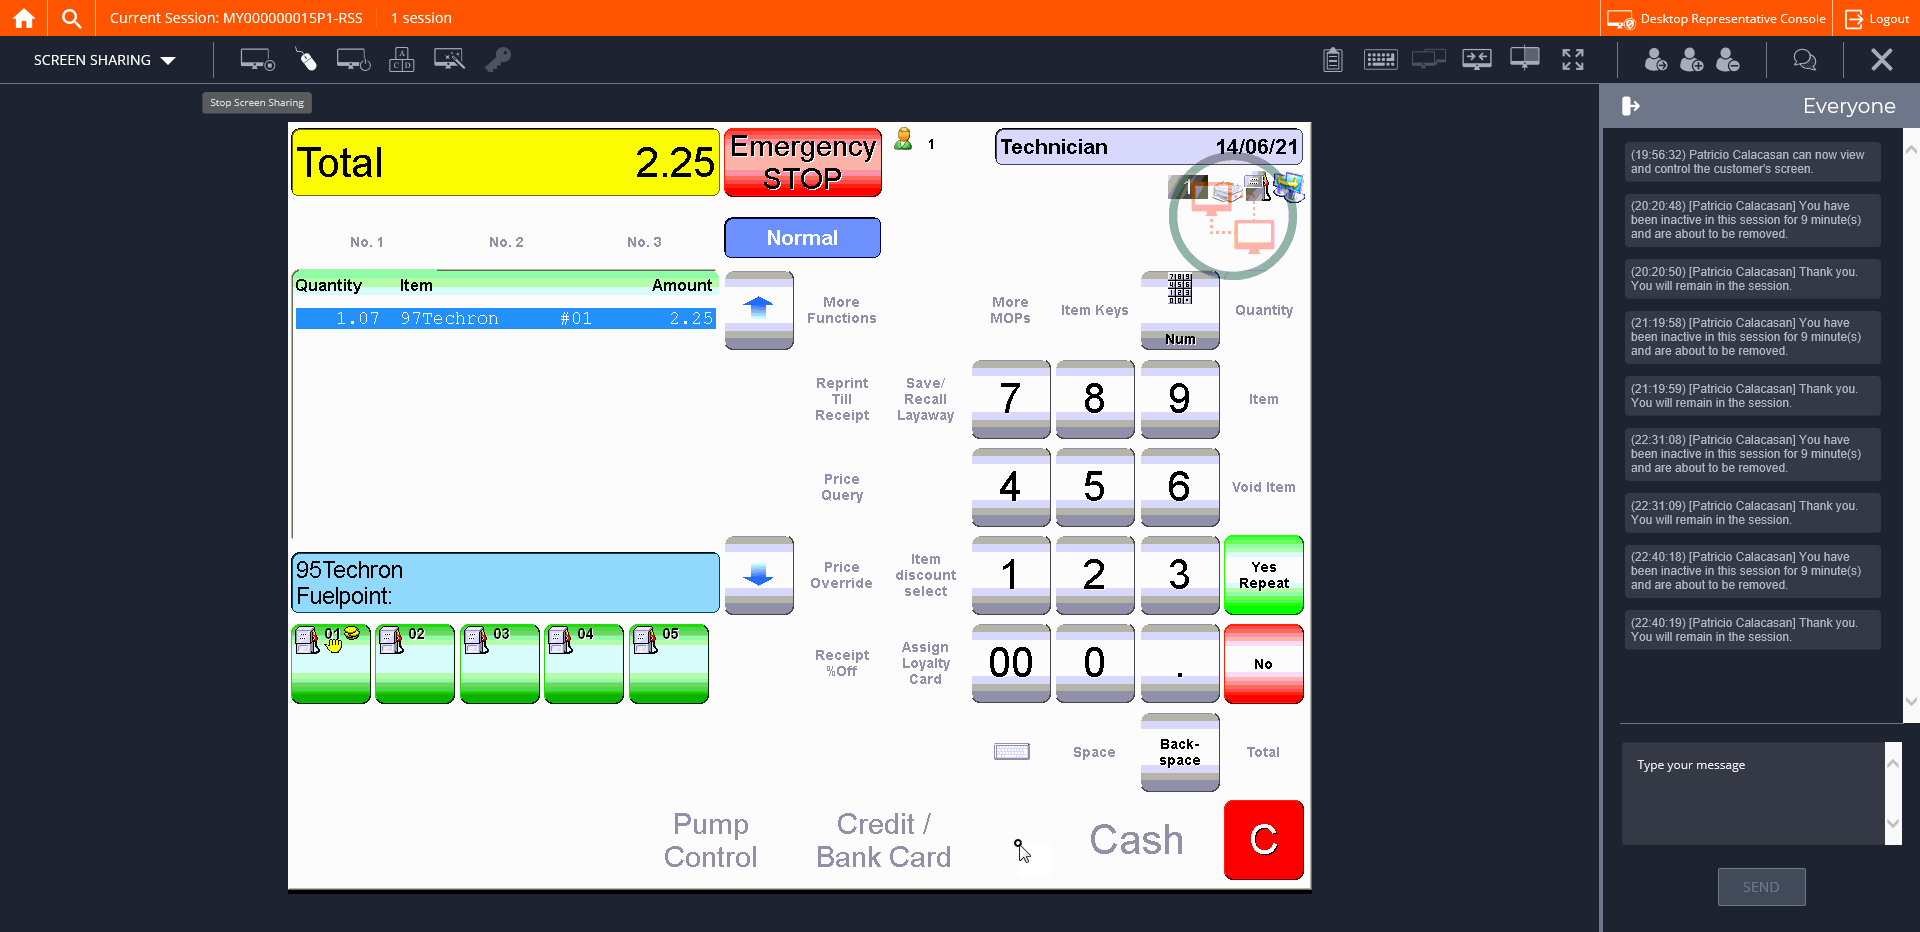 Current Session: MY000000015P1-RSS
1 session
Desktop Representative Console
Logout
SCREEN SHARING
A
C D
Stop Screen Sharing
Total 2.25
Emergency
STOP
1
Technician 14/06/21
1
No. 1
No. 2
No. 3
Normal
Quantity Item Amount
1.07 97Techron #01 2.25
More
Functions
More
MOPs
Item Keys
7 8 9
4 5 6
1 2 3
0 0 .
Num
Quantity
Reprint
Till
Receipt
Save/
Recall
Layaway
7
8
9
Item
Price
Query
4
5
6
Void Item
95Techron
Fuelpoint:
Price
Override
Item
discount
select
1
2
3
Yes
Repeat
01
02
03
04
05
Receipt
%Off
Assign
Loyalty
Card
00
0
.
No
Space
Back-
space
Total
Pump
Control
Credit /
Bank Card
Cash
C
Everyone
(19:56:32) Patricio Calacasan can now view
and control the customer's screen.
(20:20:48) [Patricio Calacasan] You have
been inactive in this session for 9 minute(s)
and are about to be removed.
(20:20:50) [Patricio Calacasan] Thank you.
You will remain in the session.
(21:19:58) [Patricio Calacasan] You have
been inactive in this session for 9 minute(s)
and are about to be removed.
(21:19:59) [Patricio Calacasan] Thank you.
You will remain in the session.
(22:31:08) [Patricio Calacasan] You have
been inactive in this session for 9 minute(s)
and are about to be removed.
(22:31:09) [Patricio Calacasan] Thank you.
You will remain in the session.
(22:40:18) [Patricio Calacasan] You have
been inactive in this session for 9 minute(s)
and are about to be removed.
(22:40:19) [Patricio Calacasan] Thank you.
You will remain in the session.
Type your message
SEND